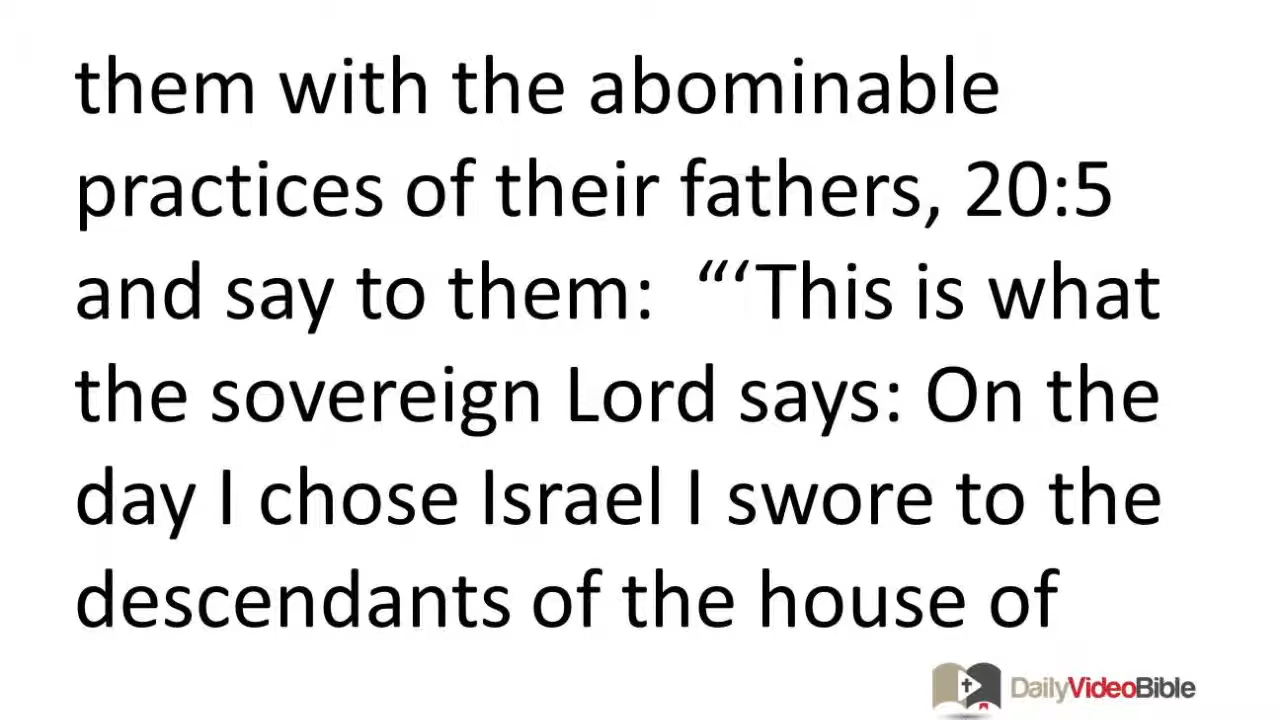 them with the abominable
practices of their fathers, 20:5
and say to them:  “‘This is what
the sovereign Lord says: On the
day I chose Israel I swore to the
descendants of the house of
DailyVideoBible